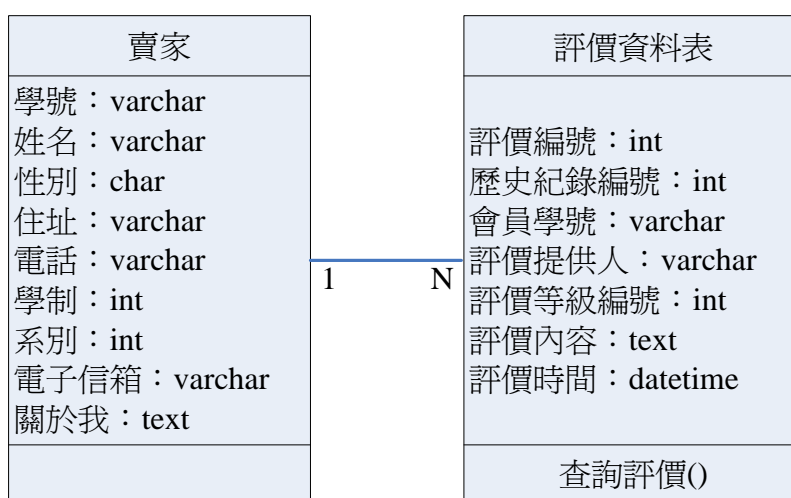 賣家
學號：varchar
姓名：varchar
性別：char
住址：varchar
電話：varchar
學制：int
系別：int
電子信箱：varchar
關於我：text
1
N
評價資料表
評價編號：int
歷史紀錄編號：int
會員學號：varchar
評價提供人：varchar
評價等級編號：int
評價內容：text
評價時間：datetime
查詢評價()